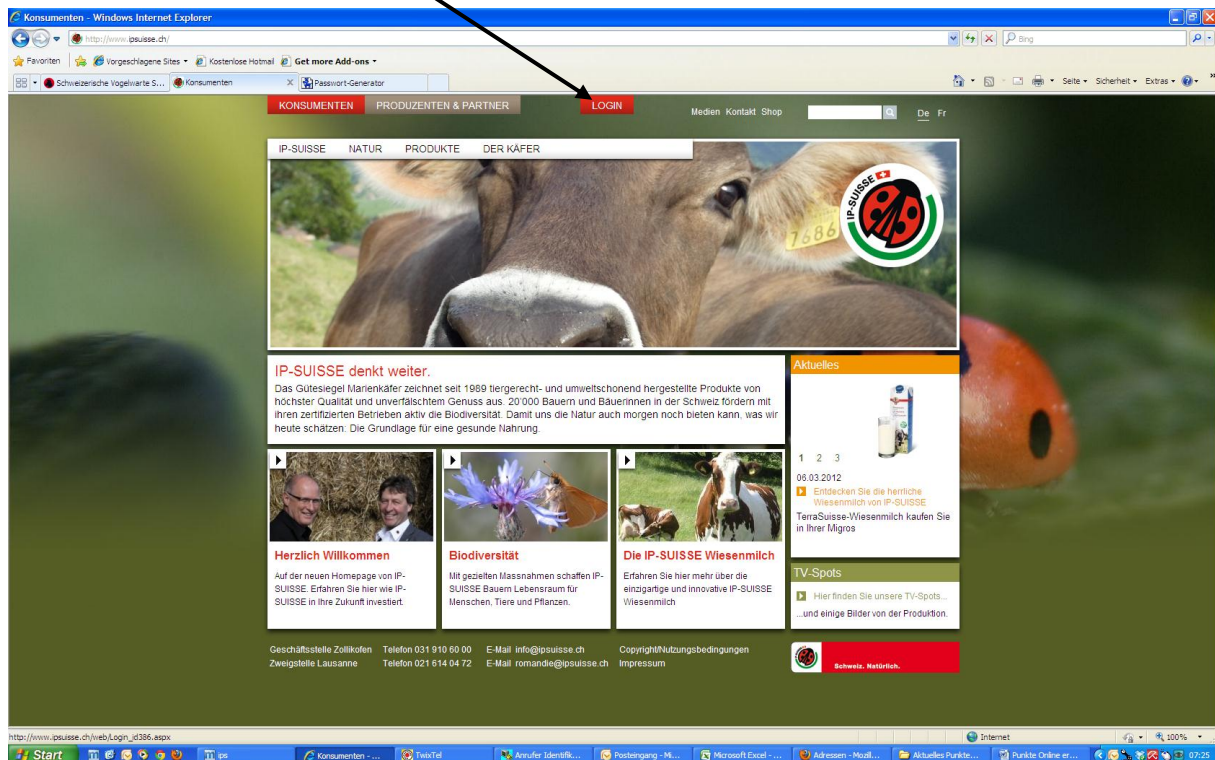 Konsumenten - Windows Internet Explorer
http://www.ipsuisse.ch/
Bing
Favoriten Vorgeschlagene Sites Kostenlose Hotmail Get more Add-ons
Schweizerische Vogelwarte S... Konsumenten Passwort-Generator
Seite Sicherheit Extras
KONSUMENTEN PRODUZENTEN & PARTNER LOGIN Medien Kontakt Shop De Fr
IP-SUISSE NATUR PRODUKTE DER KÄFER
7686
IP-SUISSE
IP-SUISSE denkt weiter.
Das Gütesiegel Marienkäfer zeichnet seit 1989 tiergerecht- und umweltschonend hergestellte Produkte von
höchster Qualität und unverfälschtem Genuss aus. 20'000 Bauern und Bäuerinnen in der Schweiz fördern mit
ihren zertifizierten Betrieben aktiv die Biodiversität. Damit uns die Natur auch morgen noch bieten kann, was wir
heute schätzen: Die Grundlage für eine gesunde Nahrung.
Aktuelles
1 2 3
06.03.2012
Entdecken Sie die herrliche
Wiesenmilch von IP-SUISSE
TerraSuisse-Wiesenmilch kaufen Sie
in Ihrer Migros
Herzlich Willkommen
Auf der neuen Homepage von IP-
SUISSE. Erfahren Sie hier wie IP-
SUISSE in Ihre Zukunft investiert.
Biodiversität
Mit gezielten Massnahmen schaffen IP-
SUISSE Bauern Lebensraum für
Menschen, Tiere und Pflanzen.
Die IP-SUISSE Wiesenmilch
Erfahren Sie hier mehr über die
einzigartige und innovative IP-SUISSE
Wiesenmilch
TV-Spots
Hier finden Sie unsere TV-Spots...
...und einige Bilder von der Produktion.
Geschäftsstelle Zollikofen Telefon 031 910 60 00 E-Mail info@ipsuisse.ch Copyright/Nutzungsbedingungen
Zweigstelle Lausanne Telefon 021 614 04 72 E-Mail romandie@ipsuisse.ch Impressum
Schweiz. Natürlich.
http://www.ipsuisse.ch/web/Login_id386.aspx Internet 100%
Start ips Konsumenten - ... TwixTel Anrufer Identifik... Posteingang - Mi... Microsoft Excel - ... Adressen - Mozill... Aktuelles Punkte... Punkte Online er... 07:25